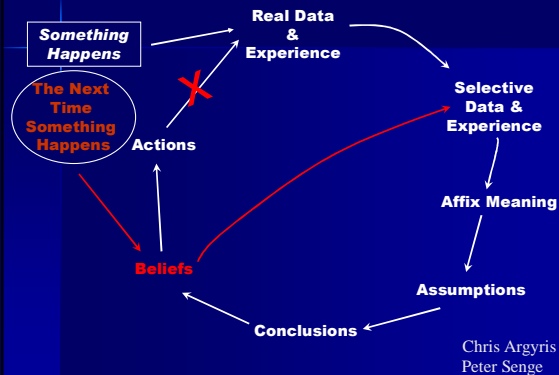 Something
Happens
Real Data
&
Experience
The Next
Time
Something
Happens
Actions
Selective
Data &
Experience
Affix Meaning
Beliefs
Assumptions
Conclusions
Chris Argyris
Peter Senge